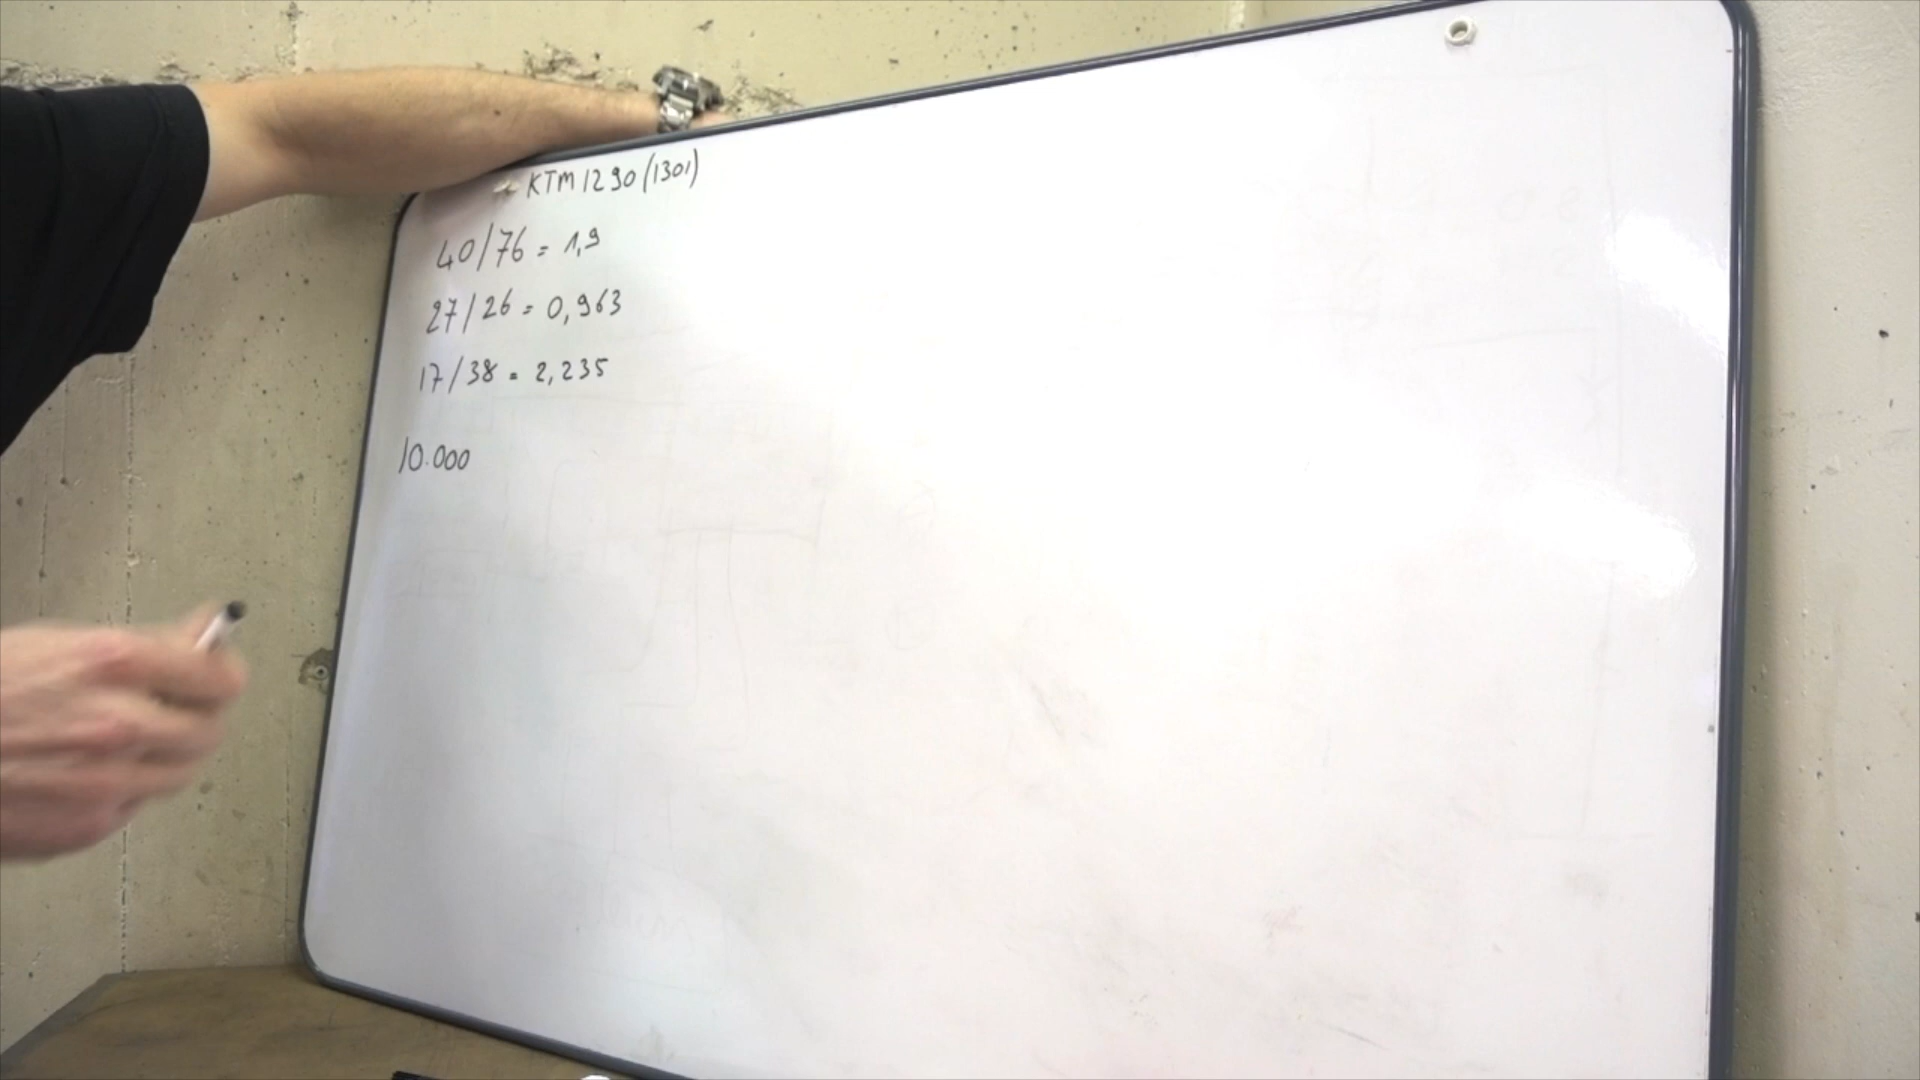 KTM 1290 (1301)
40/76 = 1,9
27/26 = 0,963
17/38 = 2,235
10.000